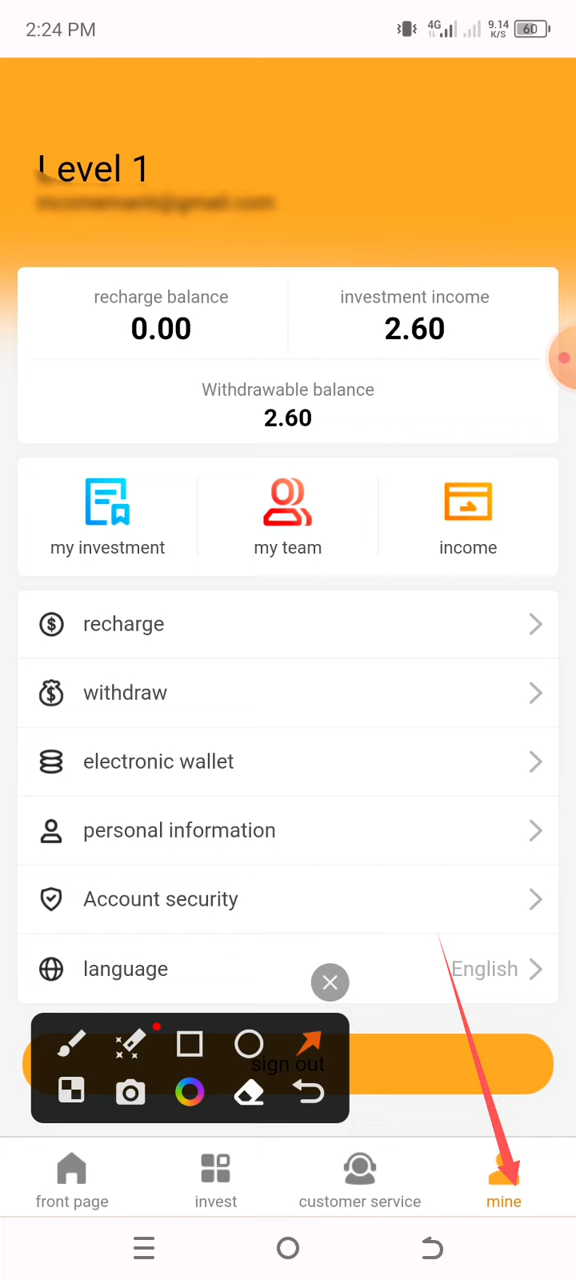 2:24 PM
4G
9.14
K/S
60
Level 1
recharge balance
0.00
investment income
2.60
Withdrawable balance
2.60
my investment
my team
income
recharge
withdraw
electronic wallet
personal information
Account security
language
English
sign out
front page
invest
customer service
mine